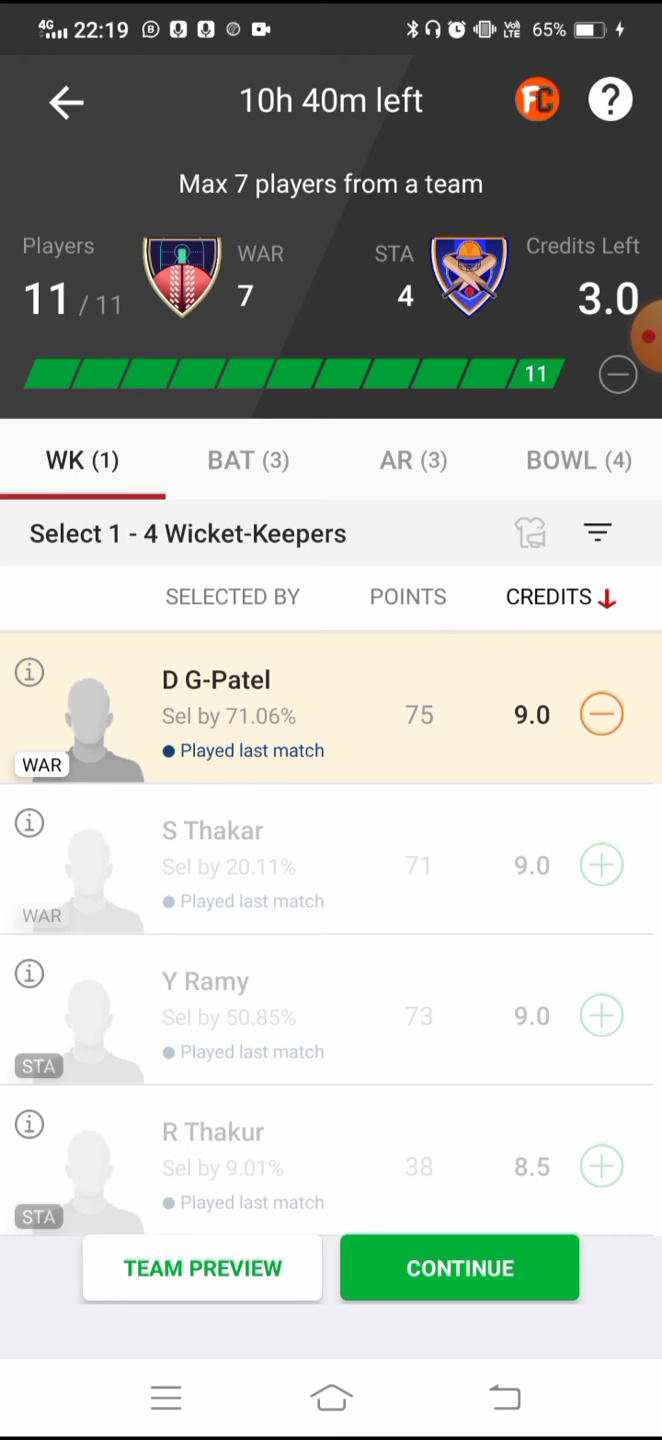 4G 22:19 B VoI LTE 65%
10h 40m left FC ?
Max 7 players from a team
Players WAR STA Credits Left
11 / 11 7 4 3.0
11
WK (1) BAT (3) AR (3) BOWL (4)
Select 1 - 4 Wicket-Keepers
SELECTED BY POINTS CREDITS
D G-Patel
Sel by 71.06% 75 9.0
Played last match
WAR
S Thakar
Sel by 20.11% 71 9.0
Played last match
WAR
Y Ramy
Sel by 50.85% 73 9.0
Played last match
STA
R Thakur
Sel by 9.01% 38 8.5
Played last match
STA
TEAM PREVIEW CONTINUE